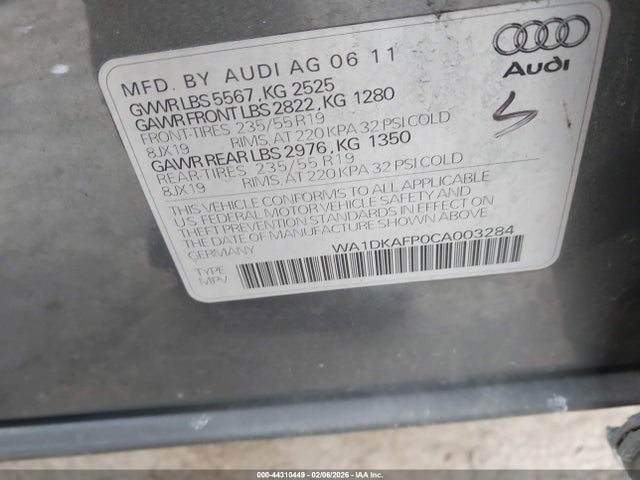 MFD. BY AUDI AG 06 11
GVWR LBS 5567, KG 2525
GAWR FRONT LBS 2822, KG 1280
FRONT-TIRES 235/55 R19
8JX19 RIMS, AT 220 KPA 32 PSI COLD
GAWR REAR LBS 2976, KG 1350
REAR-TIRES 235/55 R19
8JX19 RIMS, AT 220 KPA 32 PSI COLD
THIS VEHICLE CONFORMS TO ALL APPLICABLE
U.S. FEDERAL MOTOR VEHICLE SAFETY AND
THEFT PREVENTION STANDARDS IN EFFECT ON
THE DATE OF MANUFACTURE SHOWN ABOVE.
GERMANY
WA1DKAFP0CA003284
TYPE
MPV
Audi
000-44310449 | 02/06/2026 | IAA Inc.